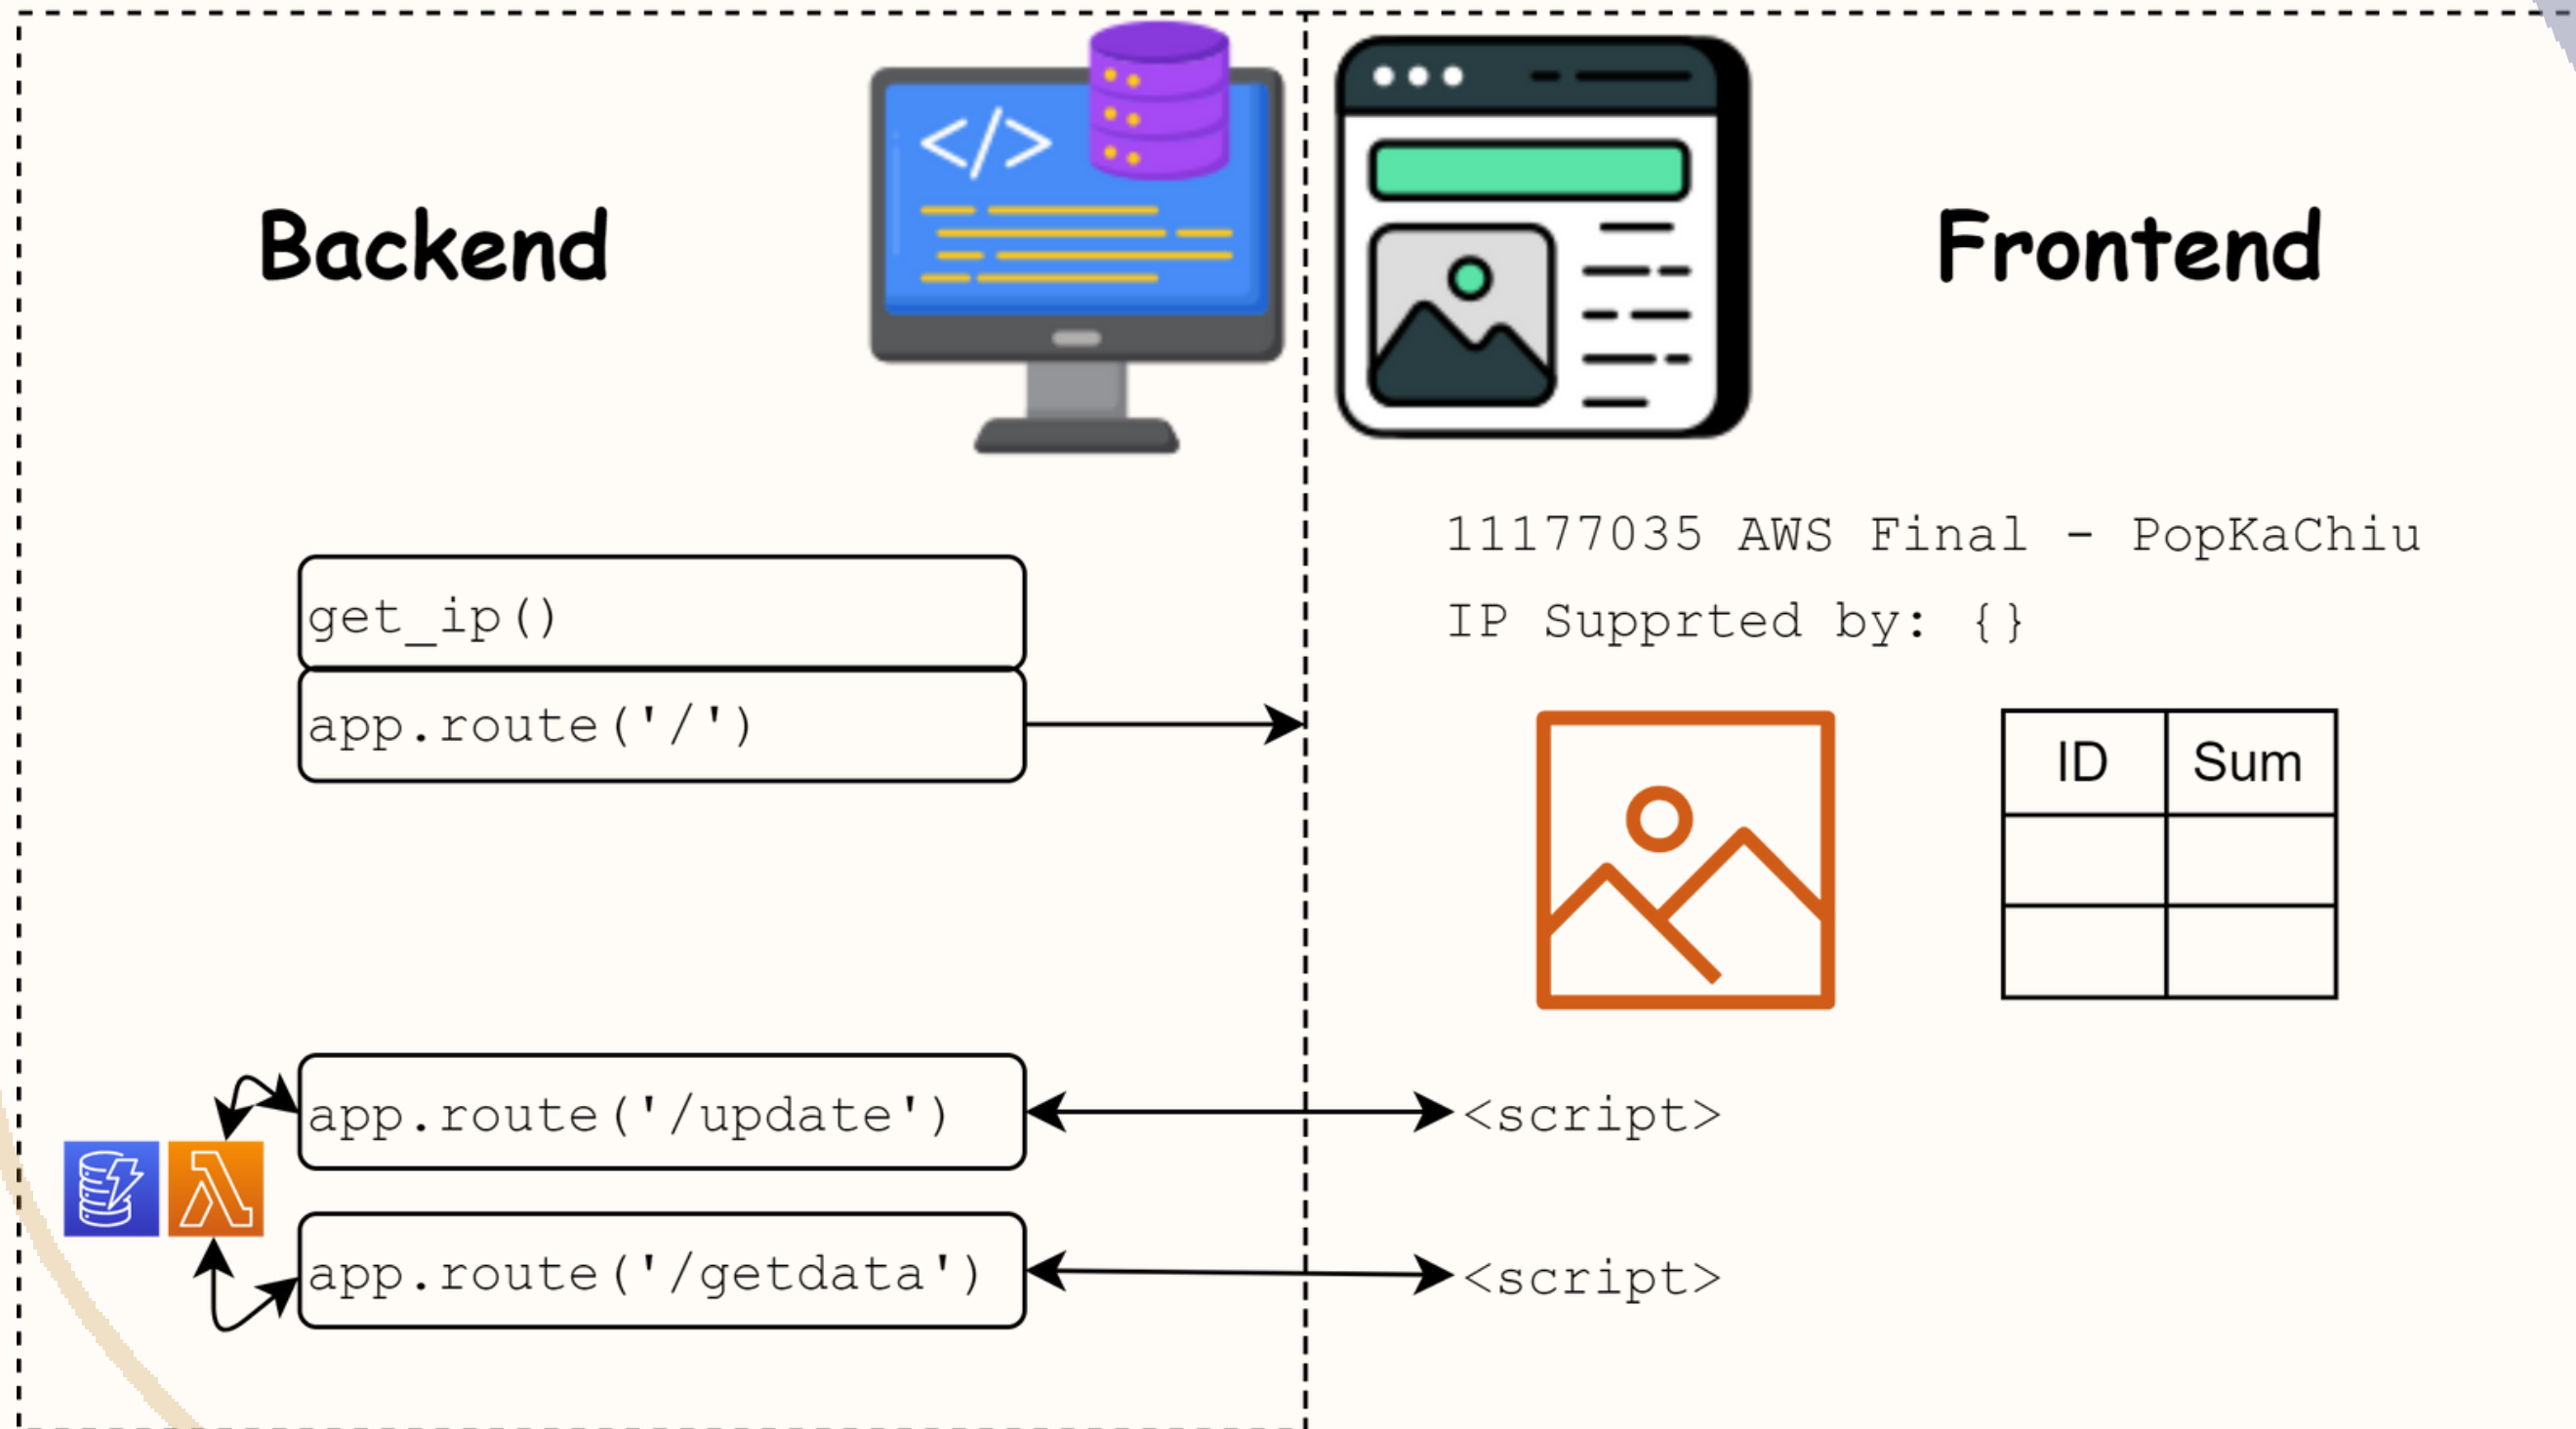 Backend
</>
Frontend
get_ip()
app.route('/')
app.route('/update')
app.route('/getdata')
11177035 AWS Final - PopKaChiu
IP Supprted by: {}
ID Sum
<script>
<script>